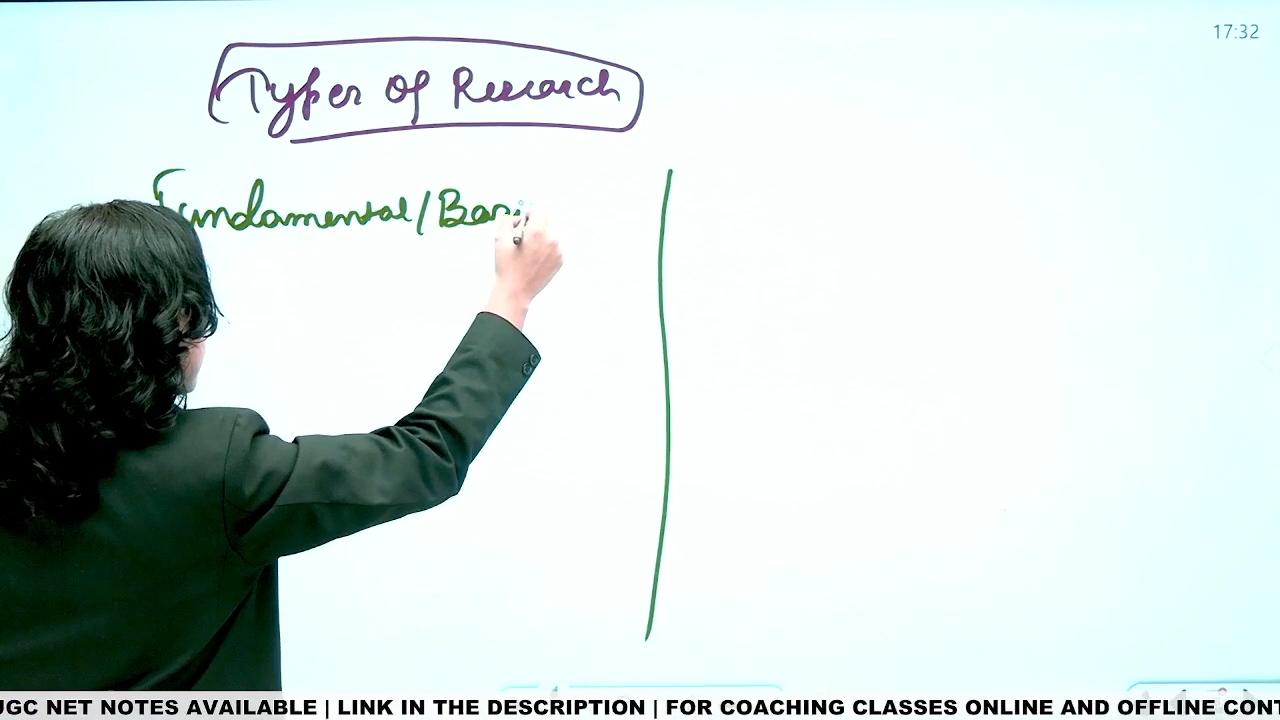 17:32
Types of Research
Fundamental/Basi
UGC NET NOTES AVAILABLE | LINK IN THE DESCRIPTION | FOR COACHING CLASSES ONLINE AND OFFLINE CONT